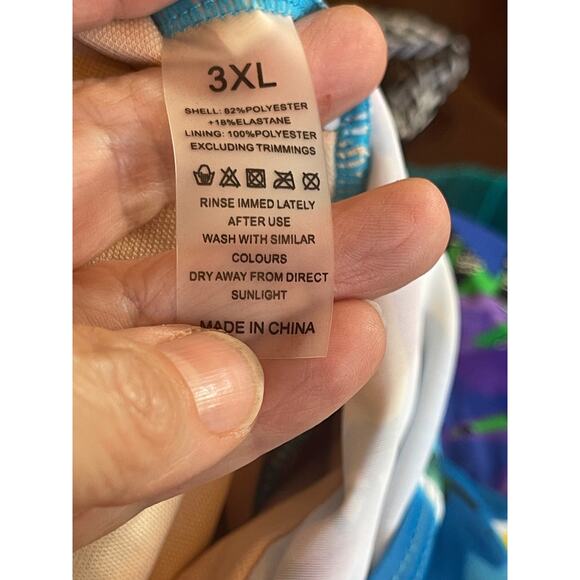 3XL
SHELL: 82%POLYESTER
+18%ELASTANE
LINING: 100%POLYESTER
EXCLUDING TRIMMINGS
RINSE IMMED LATELY
AFTER USE
WASH WITH SIMILAR
COLOURS
DRY AWAY FROM DIRECT
SUNLIGHT
MADE IN CHINA